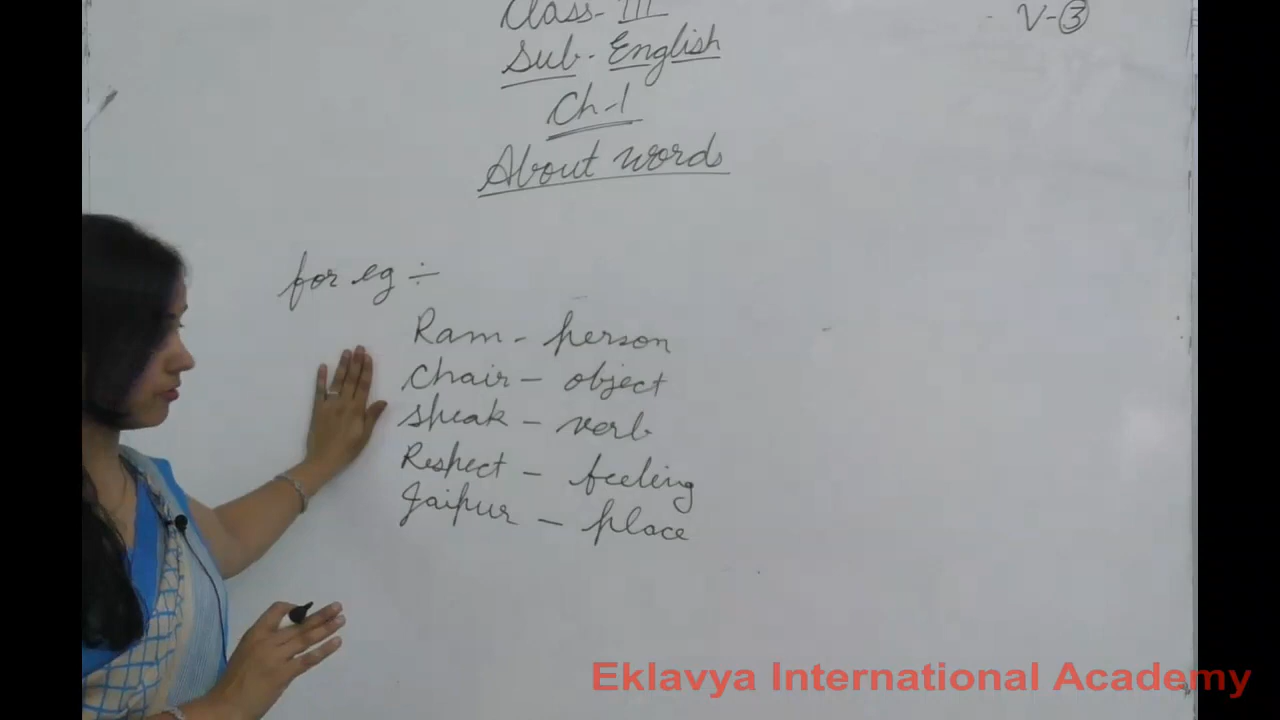 Class-III
V-③
Sub-English
Ch-1
About words
for eg ÷
Ram - person
Chair - object
speak - verb
Respect - feeling
Jaipur - place
Eklavya International Academy